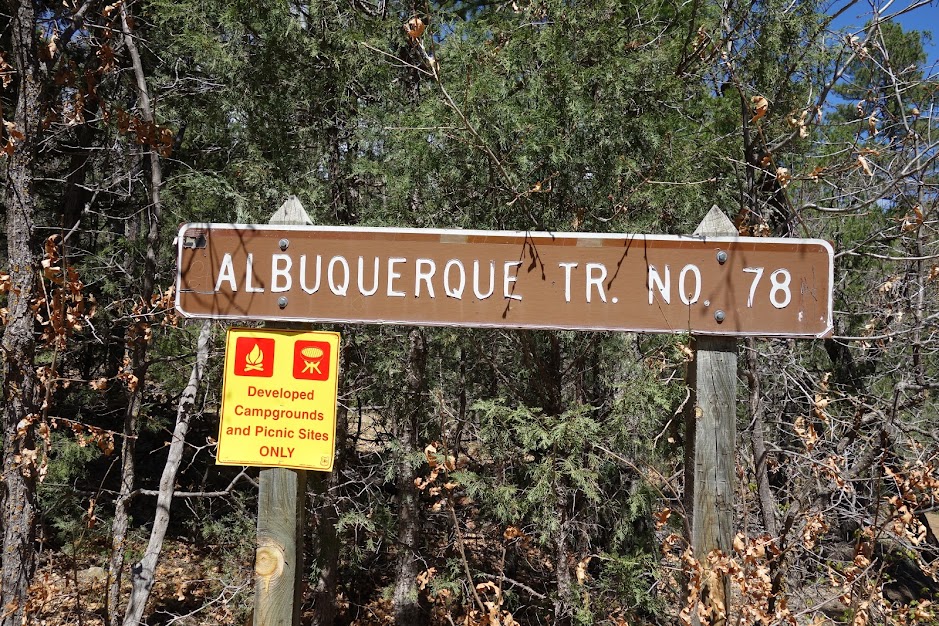 ALBUQUERQUE TR. NO. 78
Developed
Campgrounds
and Picnic Sites
ONLY